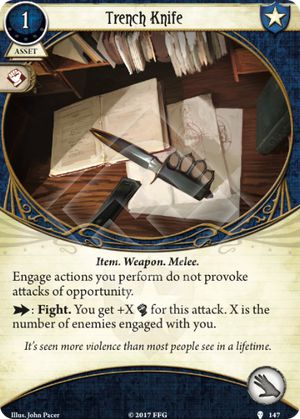 Trench Knife
1
ASSET
Item. Weapon. Melee.
Engage actions you perform do not provoke
attacks of opportunity.
: Fight. You get +X for this attack. X is the
number of enemies engaged with you.
It's seen more violence than most people see in a lifetime.
Illus. John Pacer © 2017 FFG 147